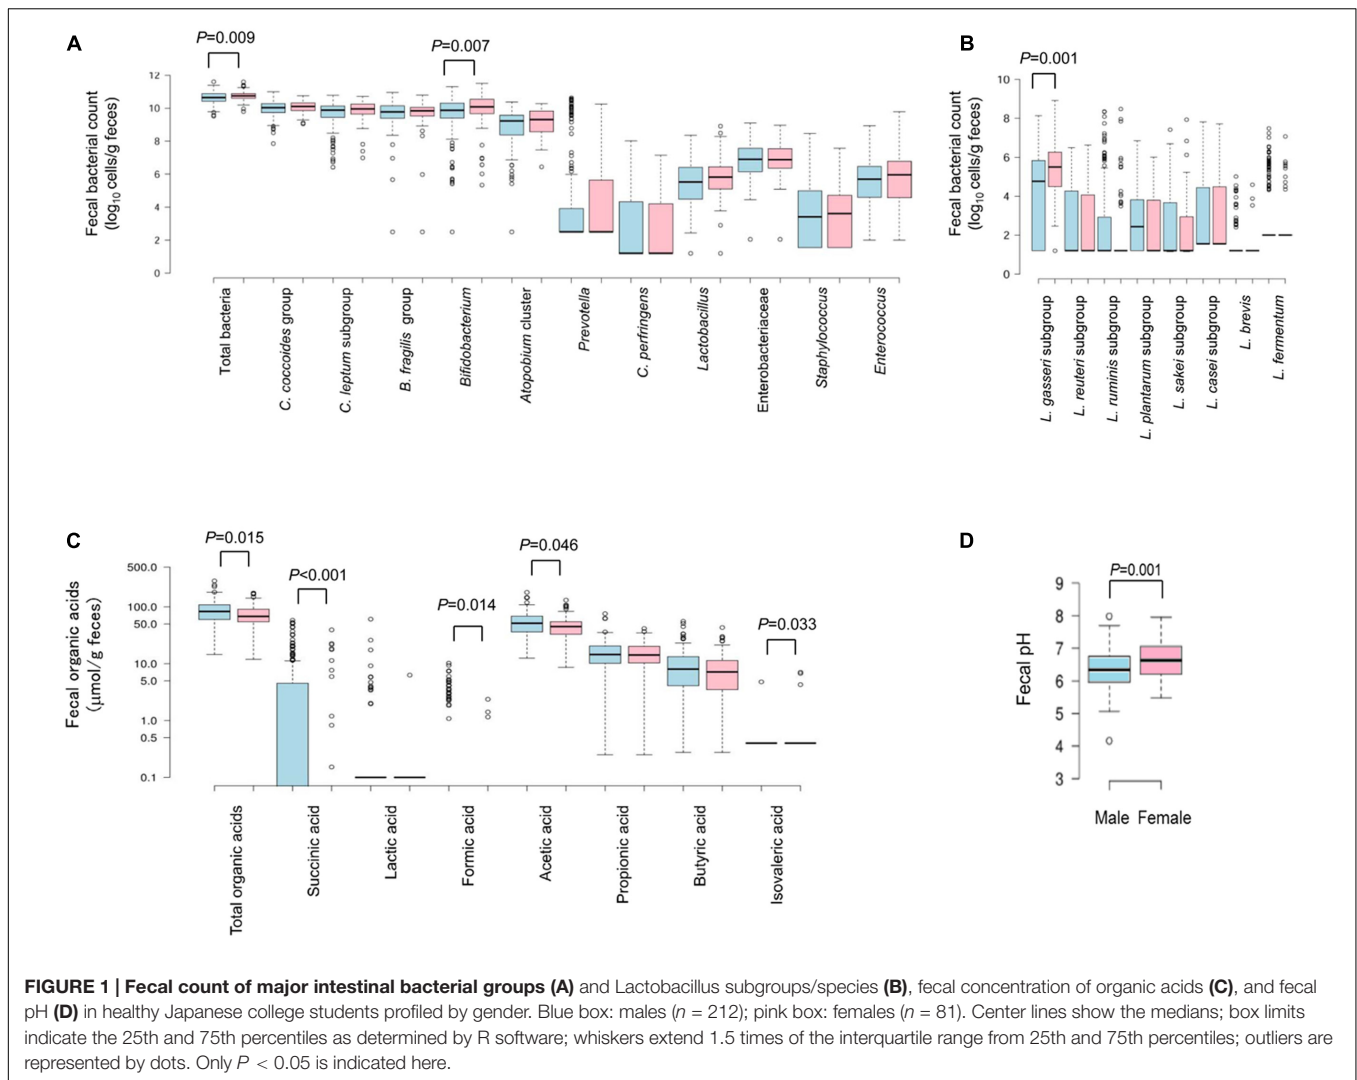 A
P=0.009
P=0.007
Fecal bacterial count
(log10 cells/g feces)
12
10
8
6
4
2
0
Total bacteria
C. coccoides group
C. leptum subgroup
B. fragilis group
Bifidobacterium
Atopobium cluster
Prevotella
C. perfringens
Lactobacillus
Enterobacteriaceae
Staphylococcus
Enterococcus
B
P=0.001
Fecal bacterial count
(log10 cells/g feces)
10
8
6
4
2
0
L. gasseri subgroup
L. reuteri subgroup
L. ruminis subgroup
L. plantarum subgroup
L. sakei subgroup
L. casei subgroup
L. brevis
L. fermentum
C
P=0.015
P<0.001
P=0.014
P=0.046
P=0.033
Fecal organic acids
(μmol/g feces)
500.0
100.0
50.0
10.0
5.0
1.0
0.5
0.1
Total organic acids
Succinic acid
Lactic acid
Formic acid
Acetic acid
Propionic acid
Butyric acid
Isovaleric acid
D
P=0.001
Fecal pH
9
8
7
6
5
4
3
Male Female
FIGURE 1 | Fecal count of major intestinal bacterial groups (A) and Lactobacillus subgroups/species (B), fecal concentration of organic acids (C), and fecal
pH (D) in healthy Japanese college students profiled by gender. Blue box: males (n = 212); pink box: females (n = 81). Center lines show the medians; box limits
indicate the 25th and 75th percentiles as determined by R software; whiskers extend 1.5 times of the interquartile range from 25th and 75th percentiles; outliers are
represented by dots. Only P < 0.05 is indicated here.